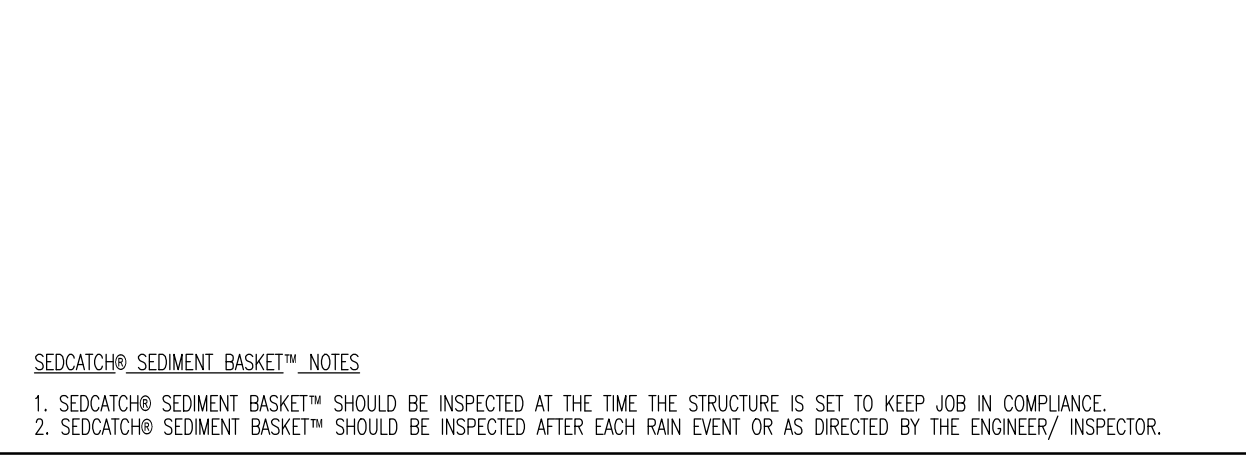 SEDCATCH® SEDIMENT BASKET™ NOTES
1. SEDCATCH® SEDIMENT BASKET™ SHOULD BE INSPECTED AT THE TIME THE STRUCTURE IS SET TO KEEP JOB IN COMPLIANCE.
2. SEDCATCH® SEDIMENT BASKET™ SHOULD BE INSPECTED AFTER EACH RAIN EVENT OR AS DIRECTED BY THE ENGINEER/ INSPECTOR.